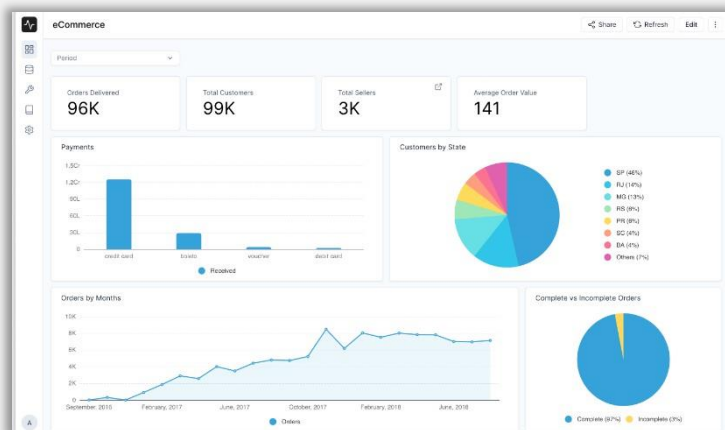 eCommerce
Share
Refresh
Edit
Period
Orders Delivered
96K
Total Customers
99K
Total Sellers
3K
Average Order Value
141
Payments
1.5Cr
1.2Cr
90L
60L
30L
0
credit card
boleto
voucher
debit card
Received
Customers by State
SP (46%)
RJ (14%)
MG (13%)
RS (6%)
PR (6%)
SC (4%)
BA (4%)
Others (7%)
Orders by Months
10K
8K
6K
4K
2K
0
September, 2016
February, 2017
June, 2017
October, 2017
February, 2018
June, 2018
Orders
Complete vs Incomplete Orders
Complete (97%)
Incomplete (3%)
A